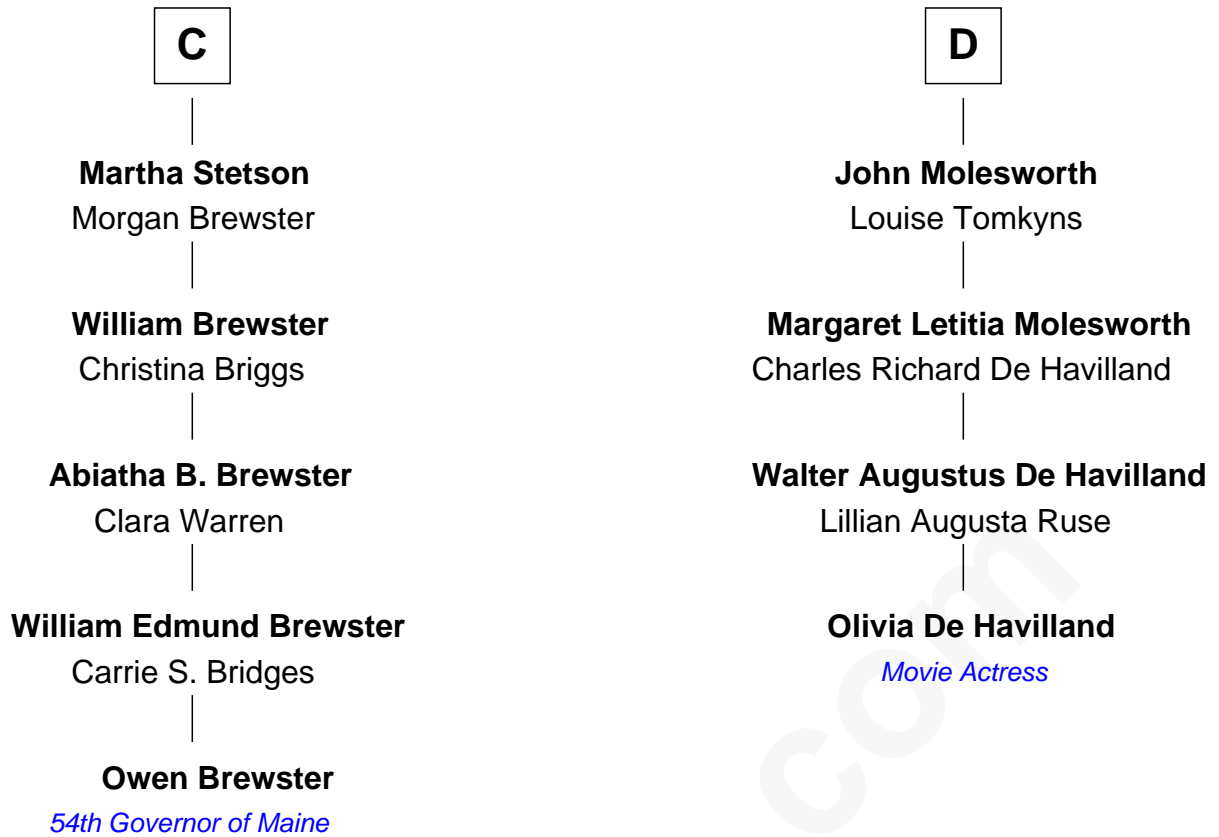 C
Martha Stetson
Morgan Brewster
William Brewster
Christina Briggs
Abiatha B. Brewster
Clara Warren
William Edmund Brewster
Carrie S. Bridges
Owen Brewster
54th Governor of Maine
D
John Molesworth
Louise Tomkyns
Margaret Letitia Molesworth
Charles Richard De Havilland
Walter Augustus De Havilland
Lillian Augusta Ruse
Olivia De Havilland
Movie Actress
com